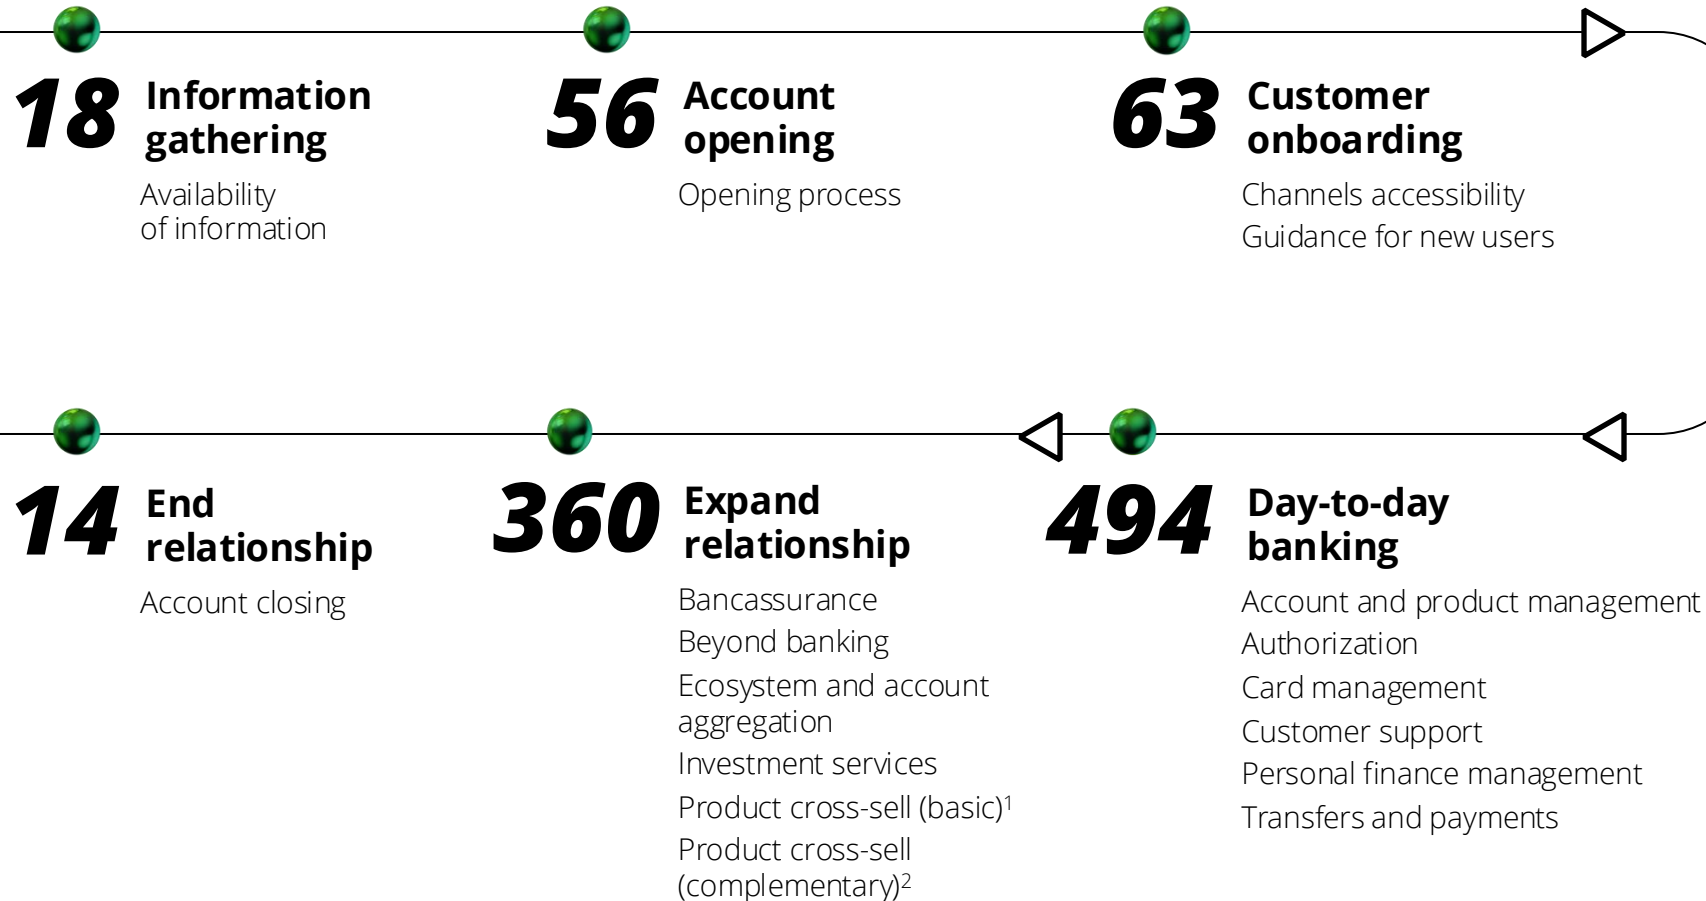 18 Information
gathering
Availability
of information
56 Account
opening
Opening process
63 Customer
onboarding
Channels accessibility
Guidance for new users
14 End
relationship
Account closing
360 Expand
relationship
Bancassurance
Beyond banking
Ecosystem and account
aggregation
Investment services
Product cross-sell (basic)¹
Product cross-sell
(complementary)²
494 Day-to-day
banking
Account and product management
Authorization
Card management
Customer support
Personal finance management
Transfers and payments